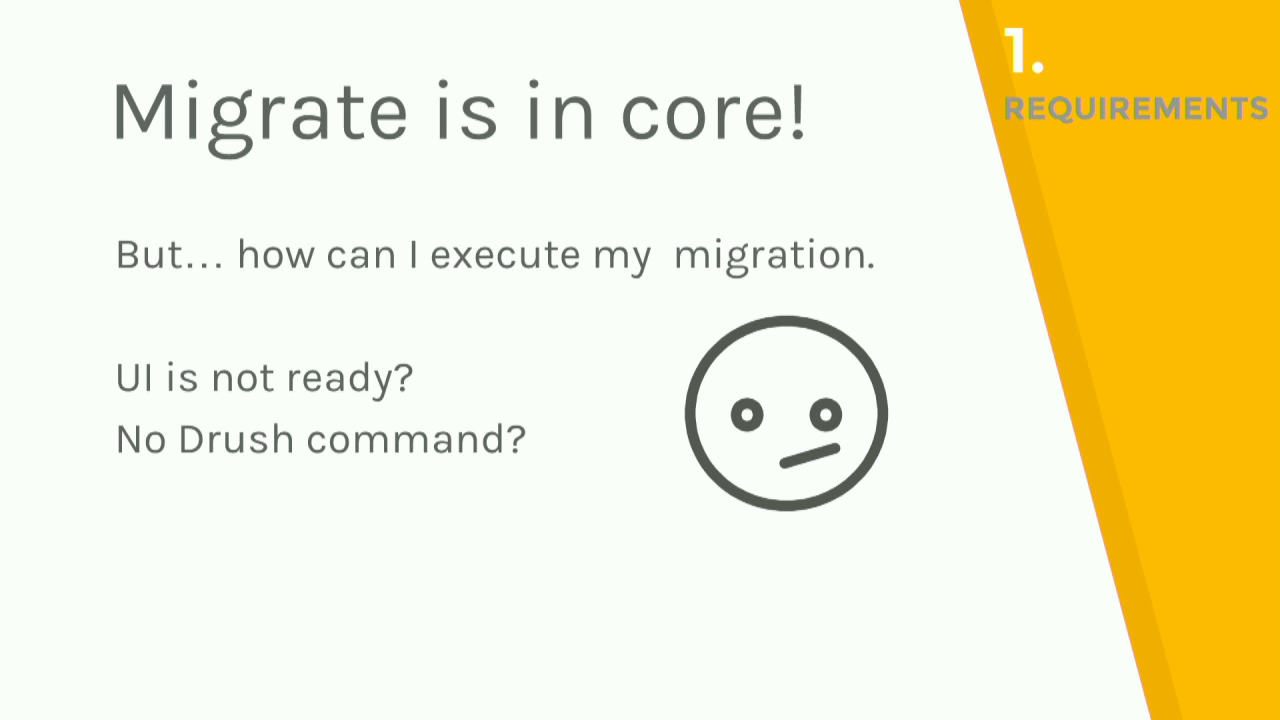 Migrate is in core!
But... how can I execute my  migration.
UI is not ready?
No Drush command?
1.
REQUIREMENTS